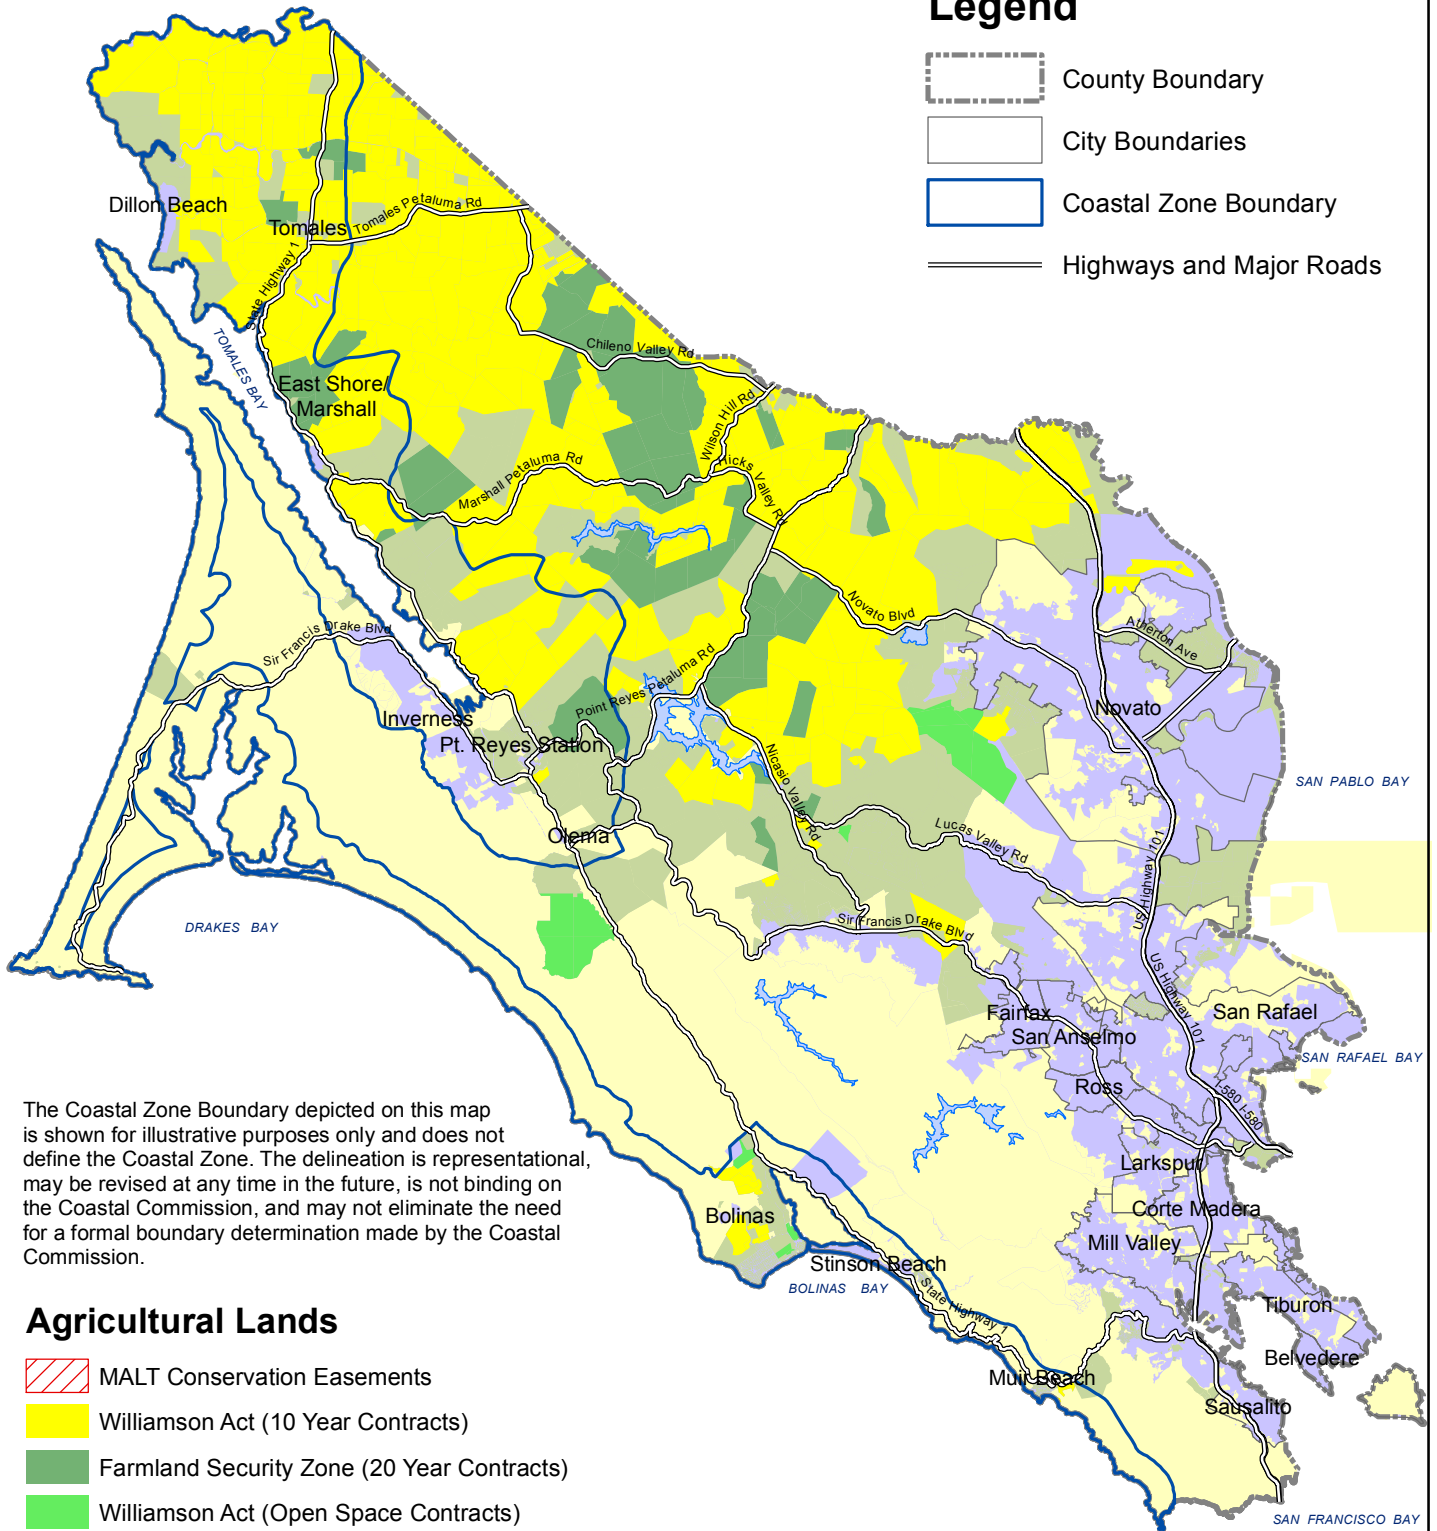 Legend
County Boundary
City Boundaries
Coastal Zone Boundary
Highways and Major Roads
Dillon Beach
Tomales
Tomales Petaluma Rd
State Highway 1
TOMALES BAY
East Shore/
Marshall
Chileno Valley Rd
Wilson Hill Rd
Hicks Valley Rd
Marshall Petaluma Rd
Novato Blvd
Atherton Ave
Sir Francis Drake Blvd
Point Reyes Petaluma Rd
Inverness
Pt. Reyes Station
Novato
Nicasio Valley Rd
SAN PABLO BAY
Olema
Lucas Valley Rd
US Highway 101
DRAKES BAY
Sir Francis Drake Blvd
US Highway 101
Fairfax
San Anselmo
San Rafael
SAN RAFAEL BAY
Ross
I-580 I-580
Larkspur
Corte Madera
Mill Valley
Bolinas
Stinson Beach
BOLINAS BAY
State Highway 1
Tiburon
Belvedere
Muir Beach
Sausalito
SAN FRANCISCO BAY
The Coastal Zone Boundary depicted on this map
is shown for illustrative purposes only and does not
define the Coastal Zone. The delineation is representational,
may be revised at any time in the future, is not binding on
the Coastal Commission, and may not eliminate the need
for a formal boundary determination made by the Coastal
Commission.
Agricultural Lands
MALT Conservation Easements
Williamson Act (10 Year Contracts)
Farmland Security Zone (20 Year Contracts)
Williamson Act (Open Space Contracts)